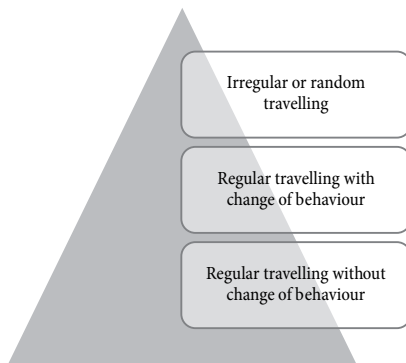 Irregular or random
travelling
Regular travelling with
change of behaviour
Regular travelling without
change of behaviour